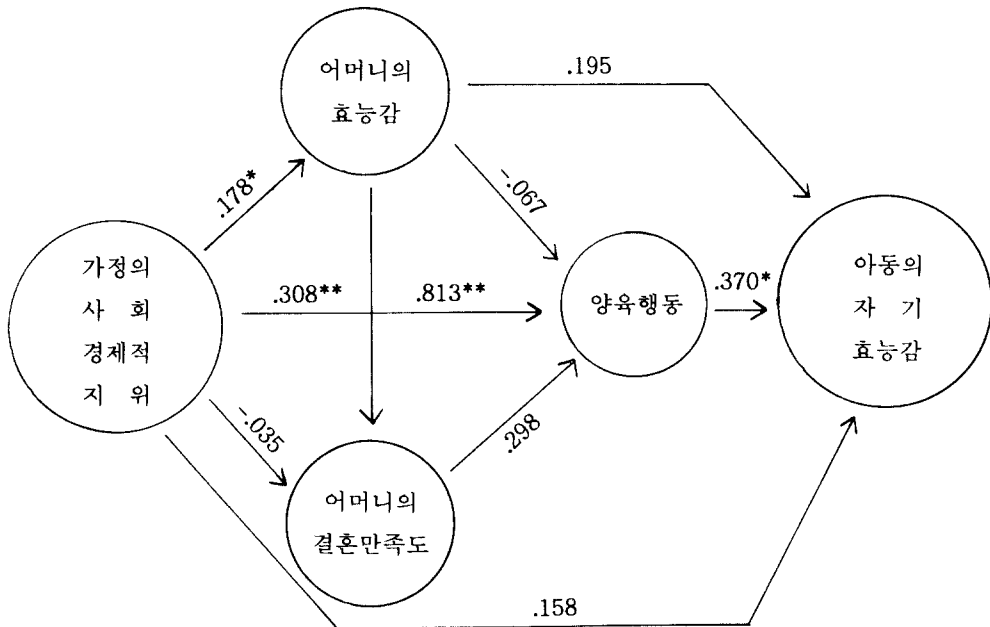 어머니의
효능감
.195
.178*
-.067
가정의
사 회
경제적
지 위
.308**
.813**
양육행동
.370*
아동의
자 기
효능감
-.035
.298
어머니의
결혼만족도
.158